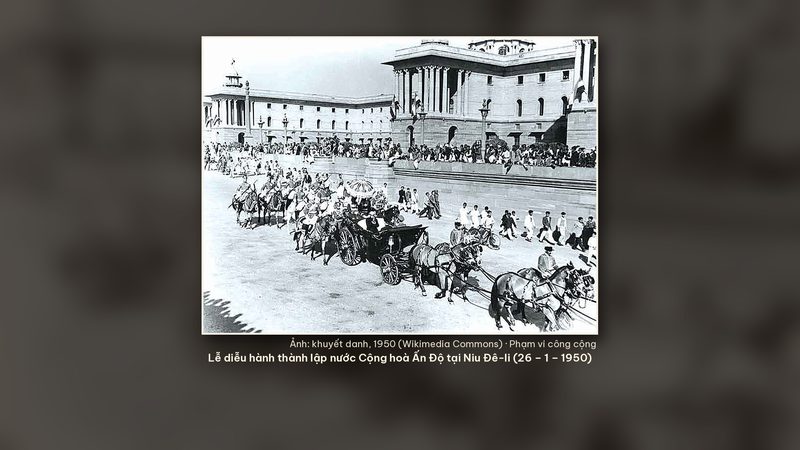 Ảnh: khuyết danh, 1950 (Wikimedia Commons) · Phạm vi công cộng
Lễ diễu hành thành lập nước Cộng hoà Ấn Độ tại Niu Đê-li (26 – 1 – 1950)